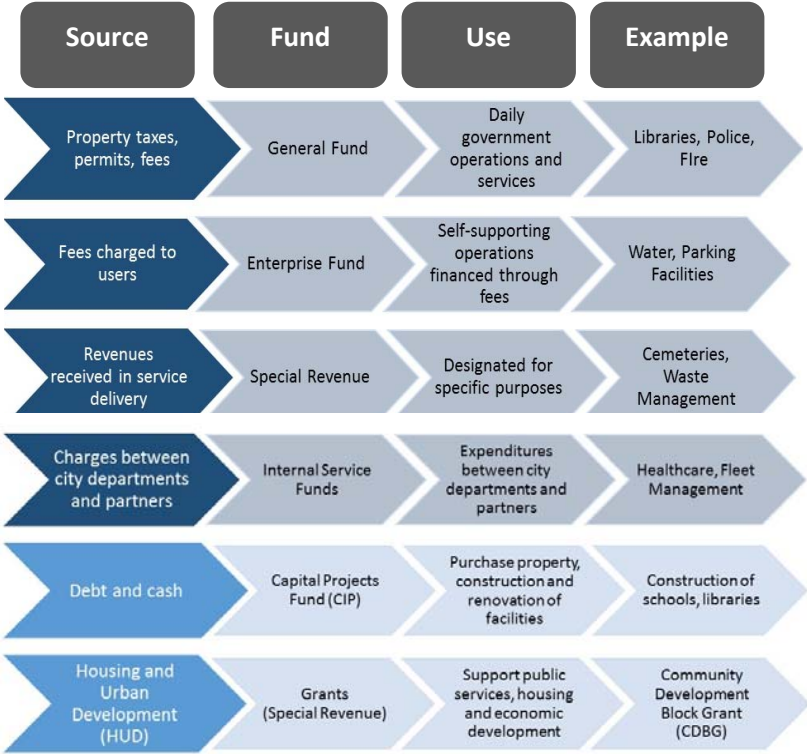 Source
Fund
Use
Example
Property taxes,
permits, fees
General Fund
Daily
government
operations and
services
Libraries, Police,
FIre
Fees charged to
users
Enterprise Fund
Self-supporting
operations
financed through
fees
Water, Parking
Facilities
Revenues
received in service
delivery
Special Revenue
Designated for
specific purposes
Cemeteries,
Waste
Management
Charges between
city departments
and partners
Internal Service
Funds
Expenditures
between city
departments and
partners
Healthcare, Fleet
Management
Debt and cash
Capital Projects
Fund (CIP)
Purchase property,
construction and
renovation of
facilities
Construction of
schools, libraries
Housing and
Urban
Development
(HUD)
Grants
(Special Revenue)
Support public
services, housing
and economic
development
Community
Development
Block Grant
(CDBG)